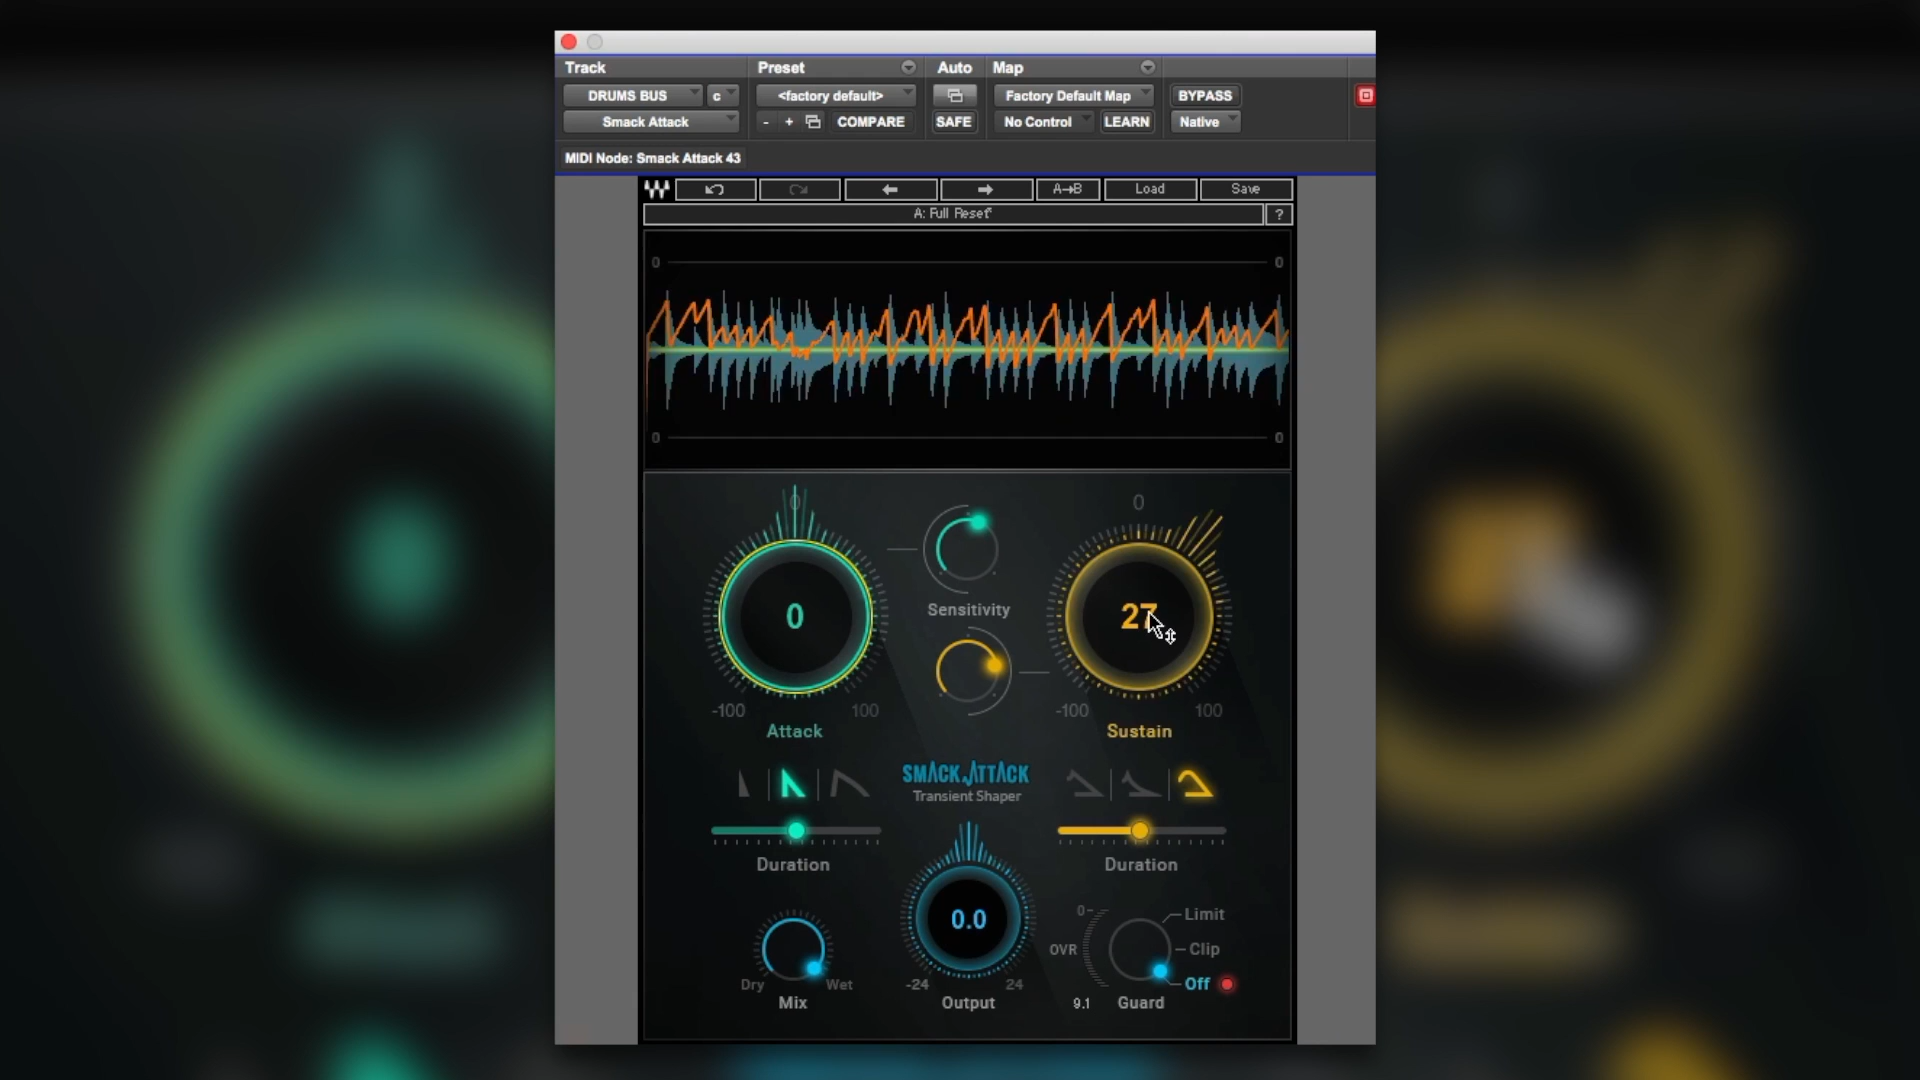 Track Preset Auto Map
DRUMS BUS c <factory default> Factory Default Map BYPASS
Smack Attack - + COMPARE SAFE No Control LEARN Native
MIDI Node: Smack Attack 43
A→B Load Save
A: Full Reset* ?
0 0
0 0
0 0
0 27
Sensitivity
-100 100 -100 100
Attack Sustain
SMACK ATTACK
Transient Shaper
Duration Duration
0.0
0 Limit
OVR Clip
Off
Dry Wet -24 24
Mix Output 9.1 Guard